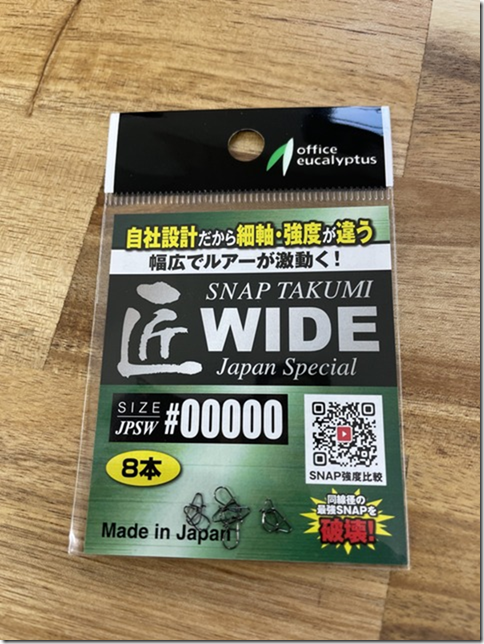 office
eucalyptus
自社設計だから細軸・強度が違う
幅広でルアーが激動く！
匠
SNAP TAKUMI
WIDE
Japan Special
SIZE
JPSW
#00000
SNAP強度比較
8本
同線径の
最強SNAPを
破壊!
Made in Japan